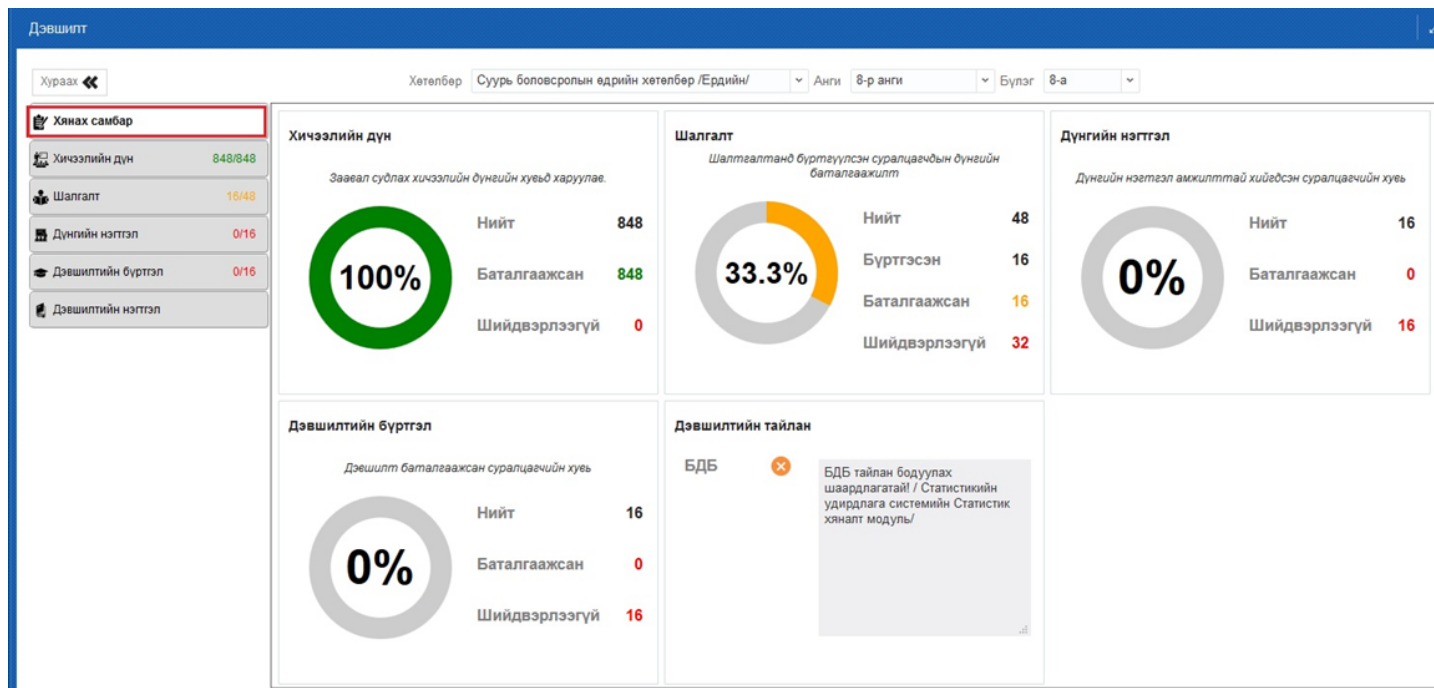 Дэвшилт
Хураах
Хөтөлбөр Суурь боловсролын өдрийн хөтөлбөр /Ердийн/ Анги 8-р анги Бүлэг 8-а
Хянах самбар
Хичээлийн дүн 848/848
Шалгалт 16/48
Дүнгийн нэгтгэл 0/16
Дэвшилтийн бүртгэл 0/16
Дэвшилтийн нэгтгэл
Хичээлийн дүн
Заавал судлах хичээлийн дүнгийн хувьд харуулав.
100%
Нийт 848
Баталгаажсан 848
Шийдвэрлээгүй 0
Шалгалт
Шалтгалтанд бүртгүүлсэн суралцагчдын дүнгийн
баталгаажилт
33.3%
Нийт 48
Бүртгэсэн 16
Баталгаажсан 16
Шийдвэрлээгүй 32
Дүнгийн нэгтгэл
Дүнгийн нэгтгэл амжилттай хийгдсэн суралцагчийн хувь
0%
Нийт 16
Баталгаажсан 0
Шийдвэрлээгүй 16
Дэвшилтийн бүртгэл
Дэвшилт баталгаажсан суралцагчийн хувь
0%
Нийт 16
Баталгаажсан 0
Шийдвэрлээгүй 16
Дэвшилтийн тайлан
БДБ
БДБ тайлан бодуулах
шаардлагатай! / Статистикийн
удирдлага системийн Статистик
хяналт модуль/